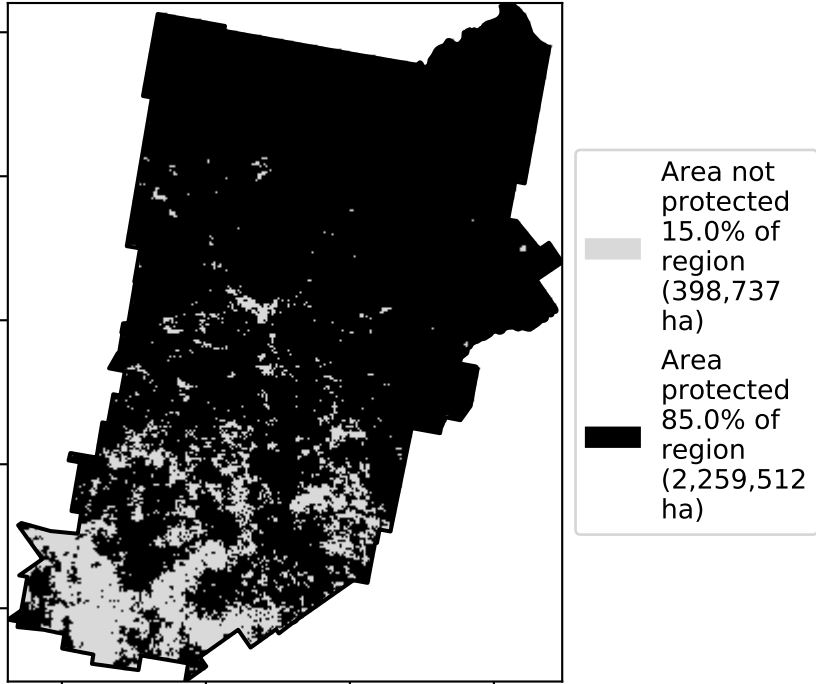 Area not
protected
15.0% of
region
(398,737
ha)
Area
protected
85.0% of
region
(2,259,512
ha)